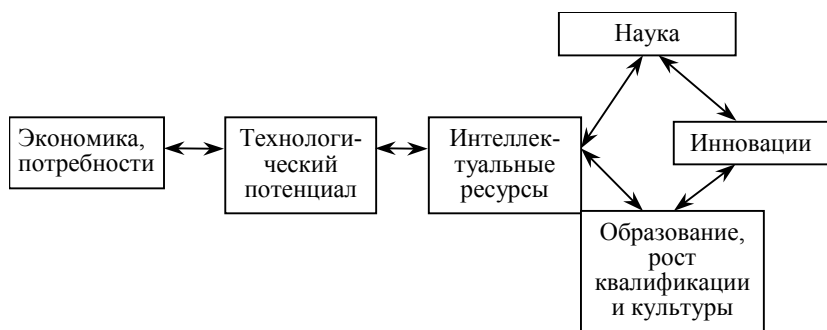 Наука
Экономика,
потребности
Технологи-
ческий
потенциал
Интеллек-
туальные
ресурсы
Инновации
Образование,
рост
квалификации
и культуры